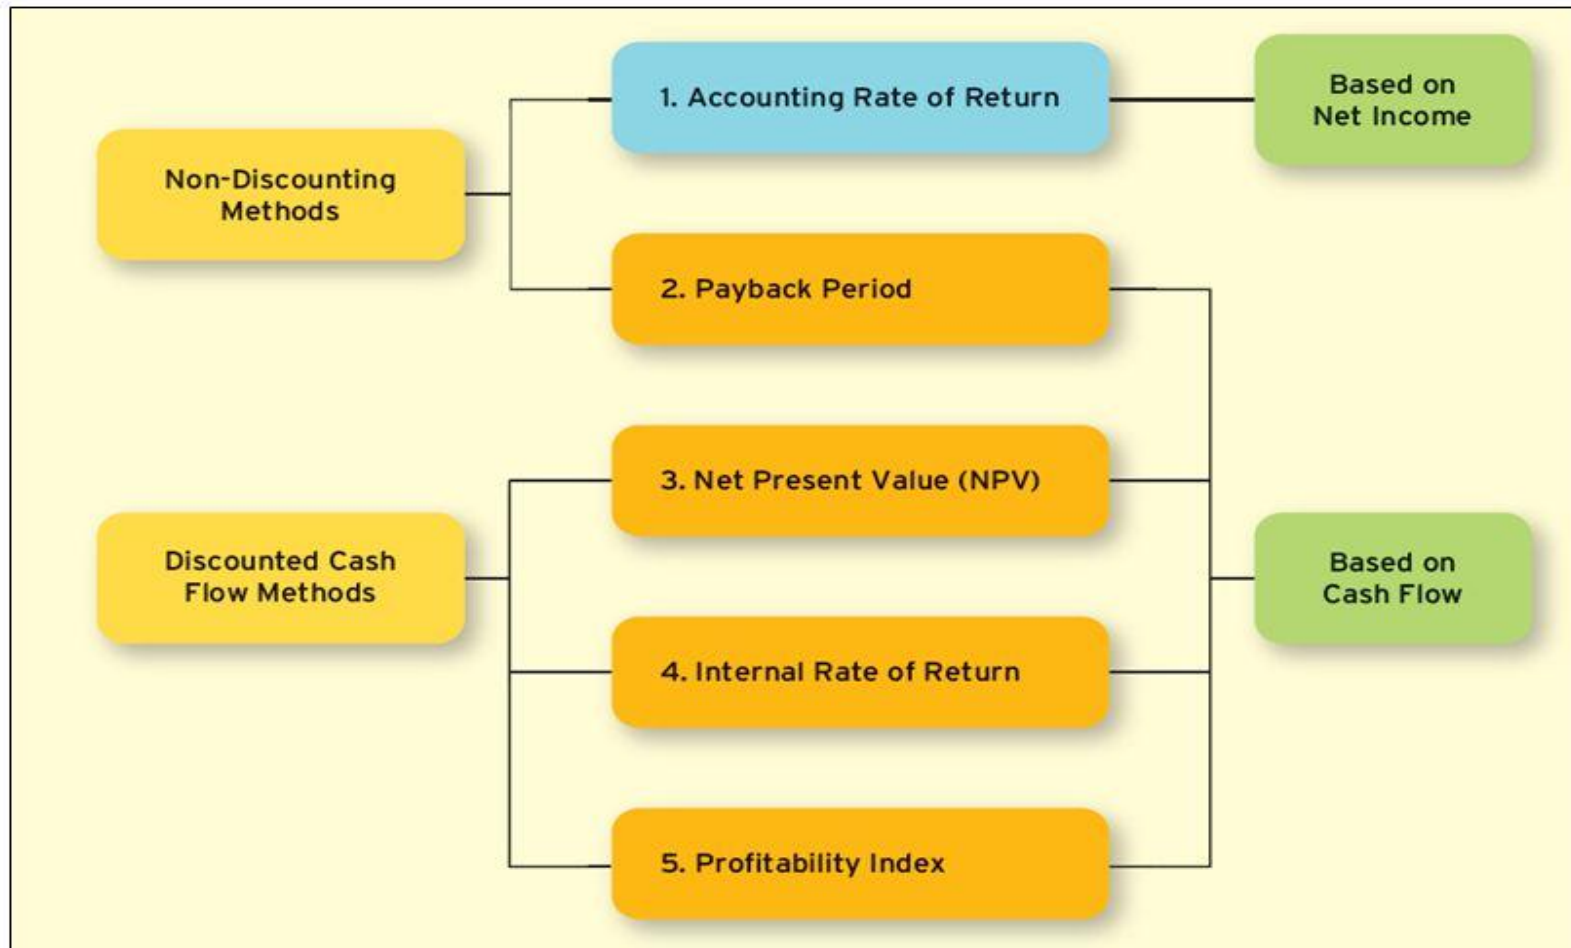 1. Accounting Rate of Return
Based on
Net Income
Non-Discounting
Methods
2. Payback Period
3. Net Present Value (NPV)
Discounted Cash
Flow Methods
Based on
Cash Flow
4. Internal Rate of Return
5. Profitability Index